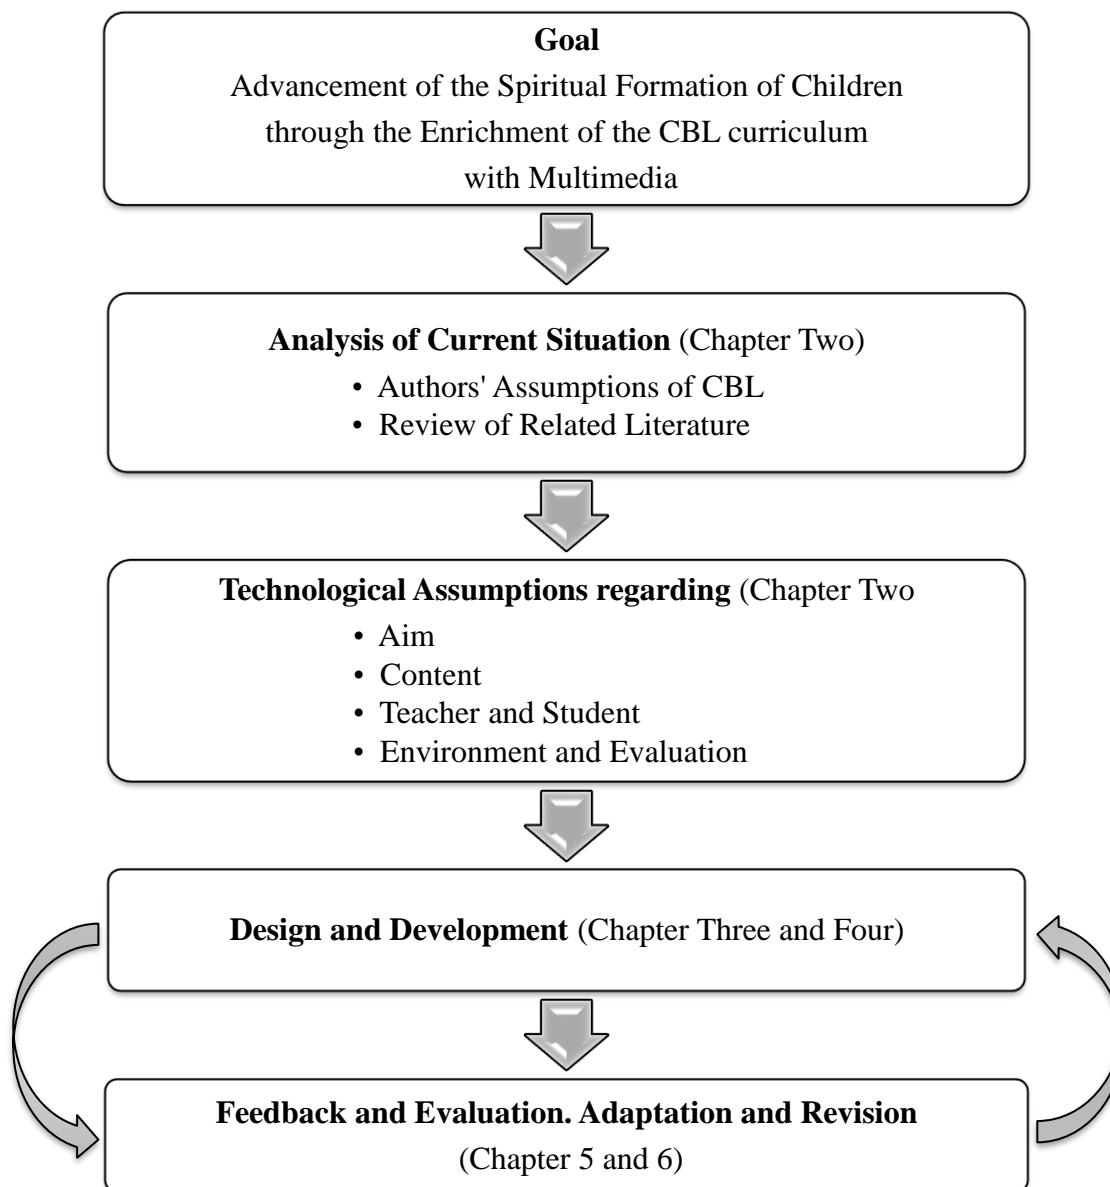 Goal
Advancement of the Spiritual Formation of Children
through the Enrichment of the CBL curriculum
with Multimedia
Analysis of Current Situation (Chapter Two)
• Authors' Assumptions of CBL
• Review of Related Literature
Technological Assumptions regarding (Chapter Two
• Aim
• Content
• Teacher and Student
• Environment and Evaluation
Design and Development (Chapter Three and Four)
Feedback and Evaluation. Adaptation and Revision
(Chapter 5 and 6)